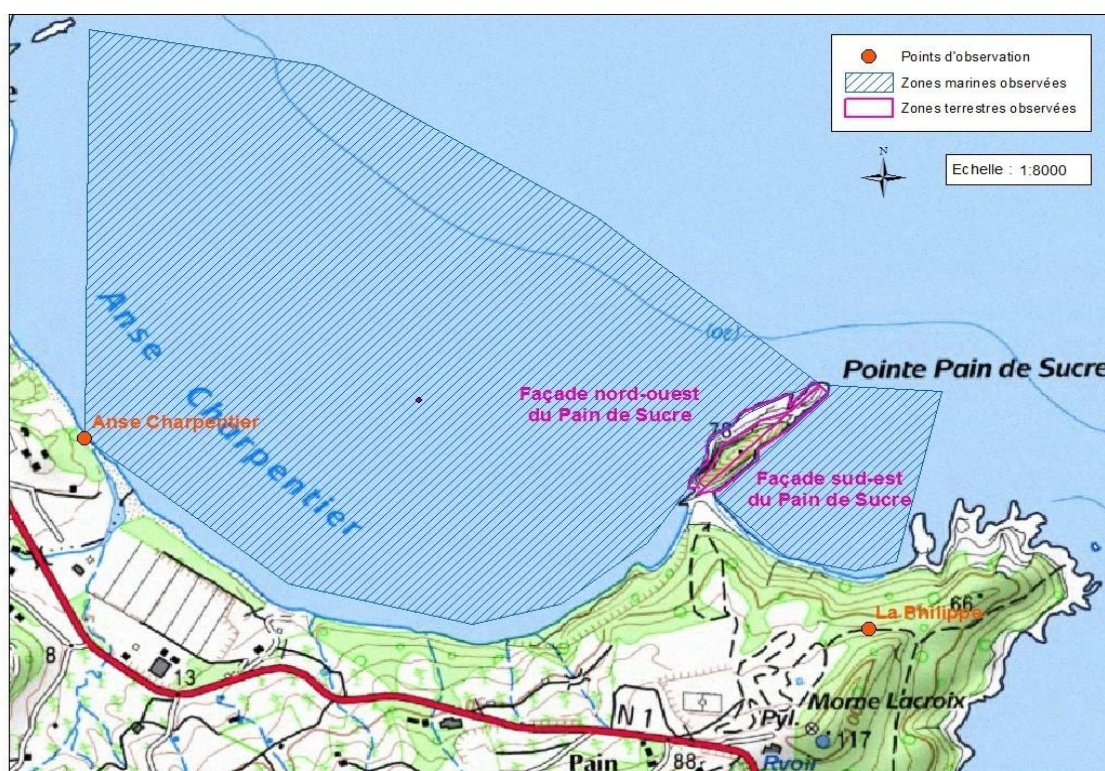 Points d'observation
Zones marines observées
Zones terrestres observées
N
Echelle : 1:8000
Anse Charpentier
(20)
Pointe Pain de Sucre
Façade nord-ouest
du Pain de Sucre
78
Anse Charpentier
Façade sud-est
du Pain de Sucre
La Philippe
66
8
13
Morne Lacroix
N 1
Pyl.
117
Pain
88
Rvoir